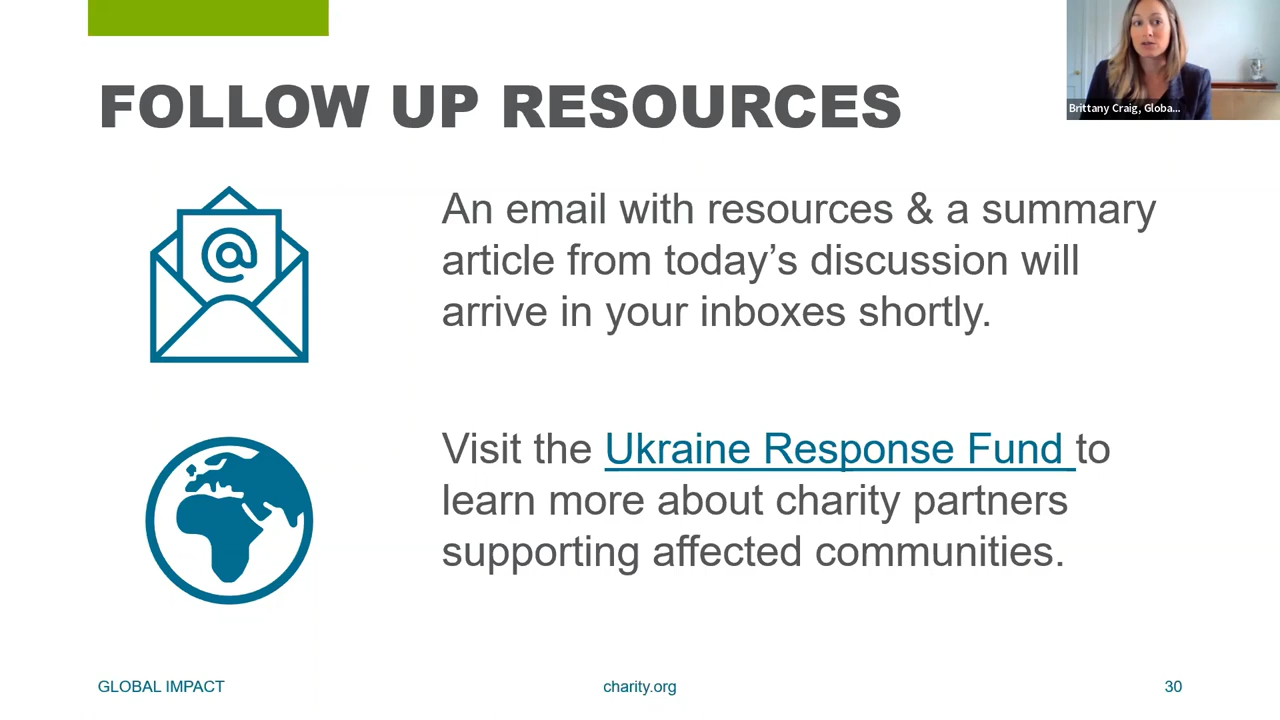 Brittany Craig, Globa...
FOLLOW UP RESOURCES
@
An email with resources & a summary
article from today's discussion will
arrive in your inboxes shortly.
Visit the Ukraine Response Fund to
learn more about charity partners
supporting affected communities.
GLOBAL IMPACT
charity.org
30